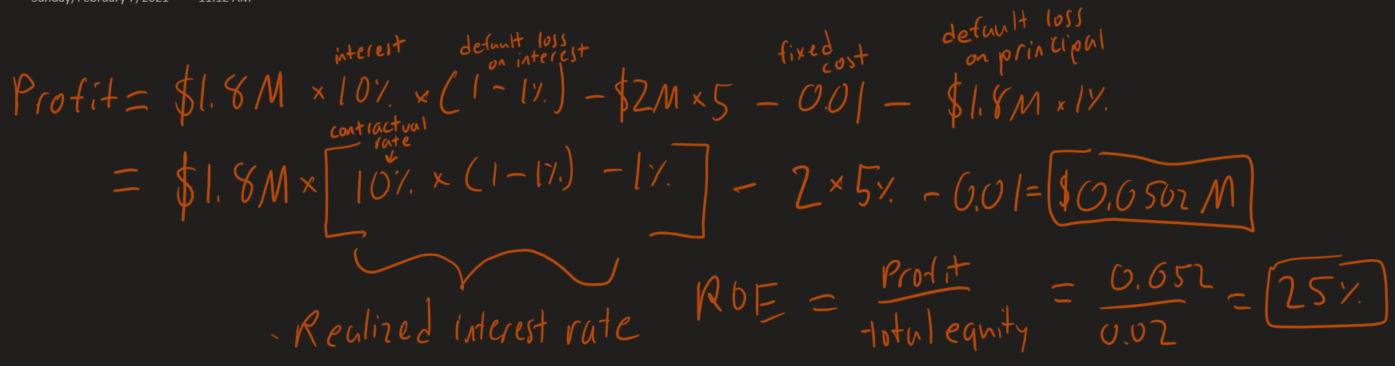 Sunday, February 7, 2021 11:12 AM
interest default loss on interest fixed cost default loss on principal
Profit = $1.8M × 10% × (1 - 1%) - $2M × 5 - 0.01 - $1.8M × 1%
contractual rate
= $1.8M × [10% × (1 - 1%) - 1%] - 2 × 5% - 0.01 = $0.0502 M
Realized interest rate
ROE = Profit / total equity = 0.052 / 0.02 = 25%